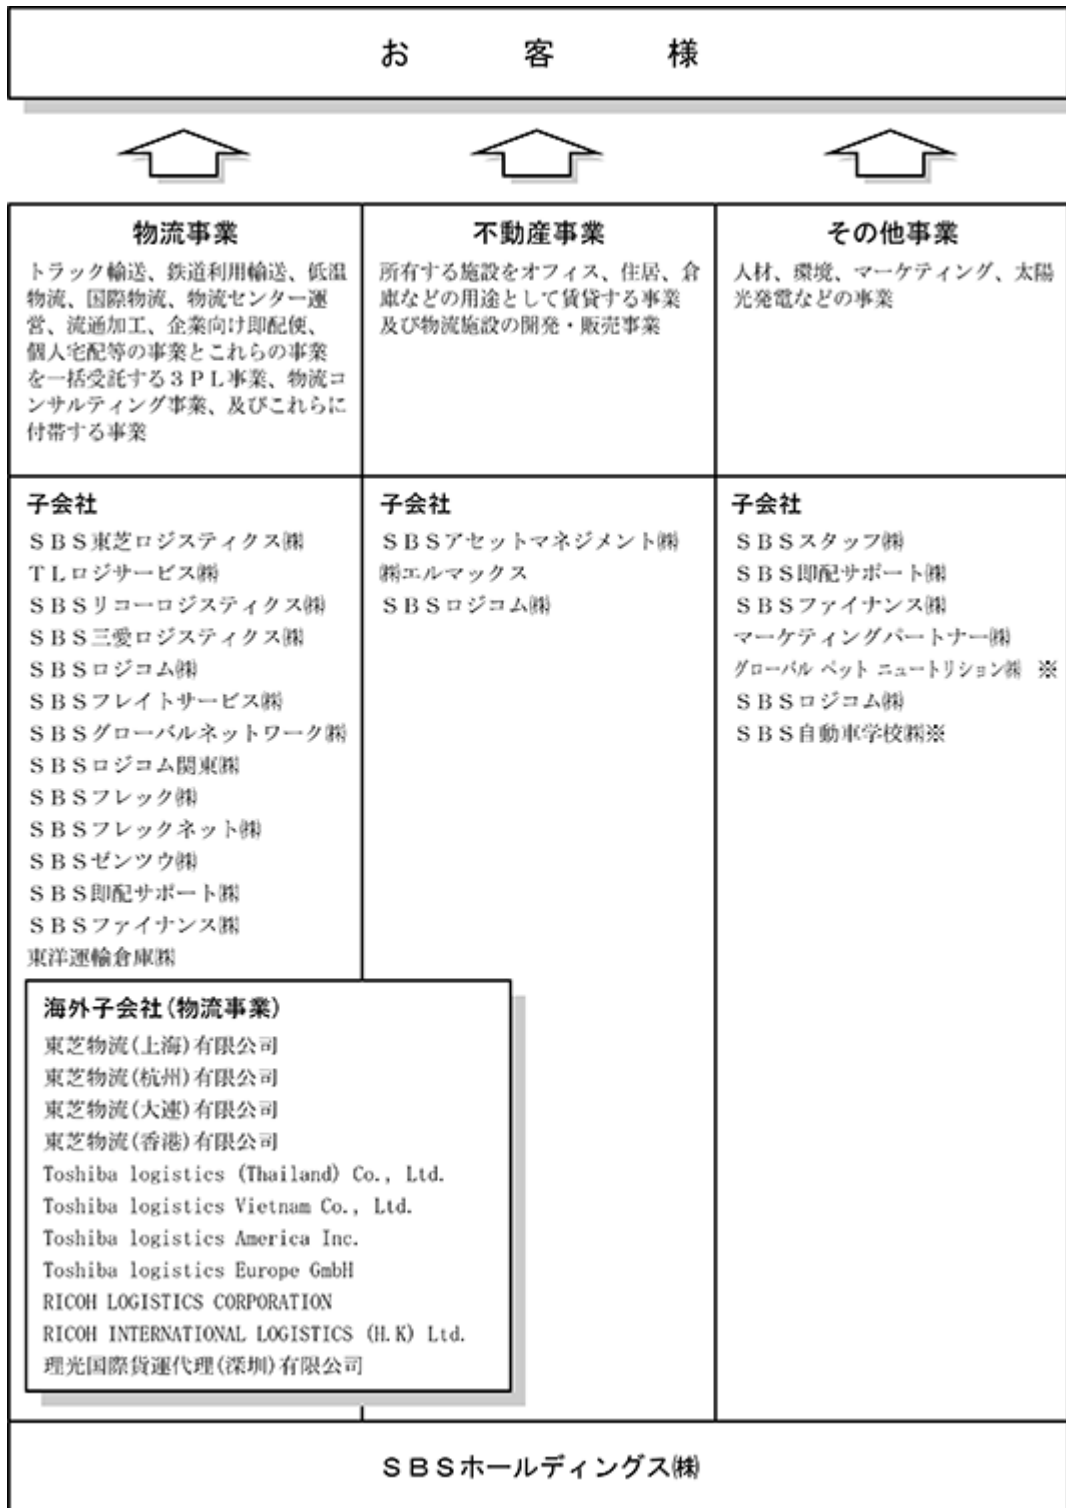 お客様
物流事業
トラック輸送、鉄道利用輸送、低温
物流、国際物流、物流センター運
営、流通加工、企業向け即配便、
個人宅配等の事業とこれらの事業
を一括受託する3PL事業、物流コ
ンサルティング事業、及びこれらに
付帯する事業
不動産事業
所有する施設をオフィス、住居、倉
庫などの用途として賃貸する事業
及び物流施設の開発・販売事業
その他事業
人材、環境、マーケティング、太陽
光発電などの事業
子会社
SBS東芝ロジスティクス㈱
TLロジサービス㈱
SBSリコーロジスティクス㈱
SBS三愛ロジスティクス㈱
SBSロジコム㈱
SBSフレイトサービス㈱
SBSグローバルネットワーク㈱
SBSロジコム関東㈱
SBSフレック㈱
SBSフレックネット㈱
SBSゼンツウ㈱
SBS即配サポート㈱
SBSファイナンス㈱
東洋運輸倉庫㈱
海外子会社(物流事業)
東芝物流(上海)有限公司
東芝物流(杭州)有限公司
東芝物流(大連)有限公司
東芝物流(香港)有限公司
Toshiba logistics (Thailand) Co., Ltd.
Toshiba logistics Vietnam Co., Ltd.
Toshiba logistics America Inc.
Toshiba logistics Europe GmbH
RICOH LOGISTICS CORPORATION
RICOH INTERNATIONAL LOGISTICS (H.K) Ltd.
理光国際貨運代理(深圳)有限公司
子会社
SBSアセットマネジメント㈱
㈱エルマックス
SBSロジコム㈱
子会社
SBSスタッフ㈱
SBS即配サポート㈱
SBSファイナンス㈱
マーケティングパートナー㈱
グローバル ペット ニュートリション㈱ ※
SBSロジコム㈱
SBS自動車学校㈱※
SBSホールディングス㈱